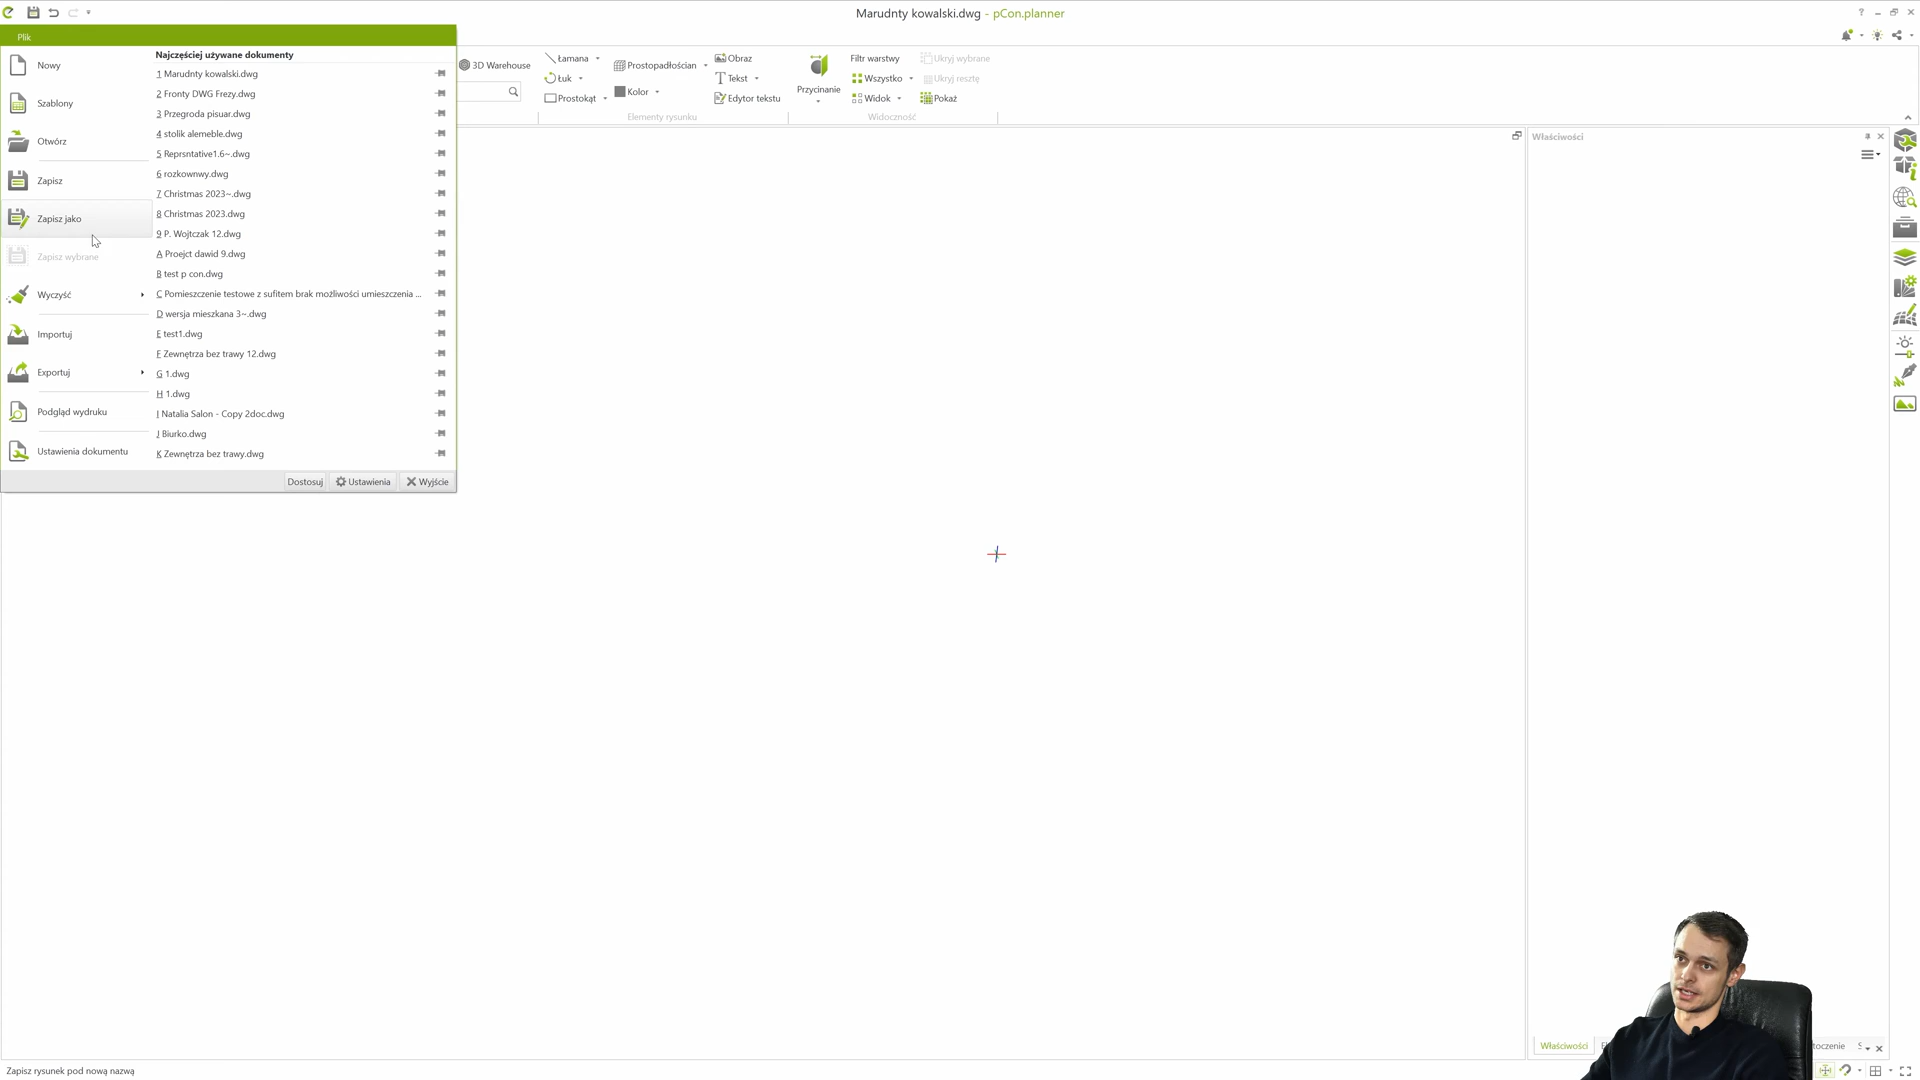 Marudnty kowalski.dwg - pCon.planner
Plik
Nowy
Szablony
Otwórz
Zapisz
Zapisz jako
Zapisz wybrane
Wyczyść
Importuj
Exportuj
Podgląd wydruku
Ustawienia dokumentu
Najczęściej używane dokumenty
1 Marudnty kowalski.dwg
2 Fronty DWG Frezy.dwg
3 Przegroda pisuar.dwg
4 stolik alemeble.dwg
5 Reprsntative1.6~.dwg
6 rozkownwy.dwg
7 Christmas 2023~.dwg
8 Christmas 2023.dwg
9 P. Wojtczak 12.dwg
A Proejct dawid 9.dwg
B test p con.dwg
C Pomieszczenie testowe z sufitem brak możliwości umieszczenia ...
D wersja mieszkana 3~.dwg
E test1.dwg
F Zewnętrza bez trawy 12.dwg
G 1.dwg
H 1.dwg
I Natalia Salon - Copy 2doc.dwg
J Biurko.dwg
K Zewnętrza bez trawy.dwg
Dostosuj Ustawienia Wyjście
3D Warehouse
Łamana
Łuk
Prostokąt
Prostopadłościan
Kolor
Obraz
Tekst
Edytor tekstu
Elementy rysunku
Przycinanie
Filtr warstwy
Wszystko
Widok
Ukryj wybrane
Ukryj resztę
Pokaż
Widoczność
Właściwości
Właściwości
toczenie
Zapisz rysunek pod nową nazwą